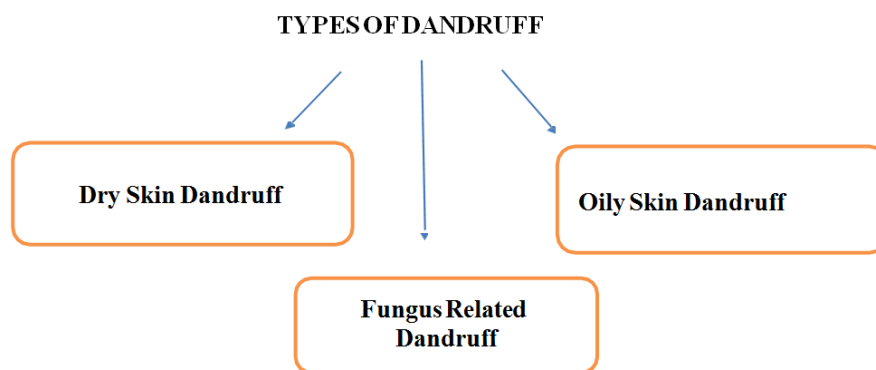 TYPES OF DANDRUFF
Dry Skin Dandruff
Oily Skin Dandruff
Fungus Related
Dandruff